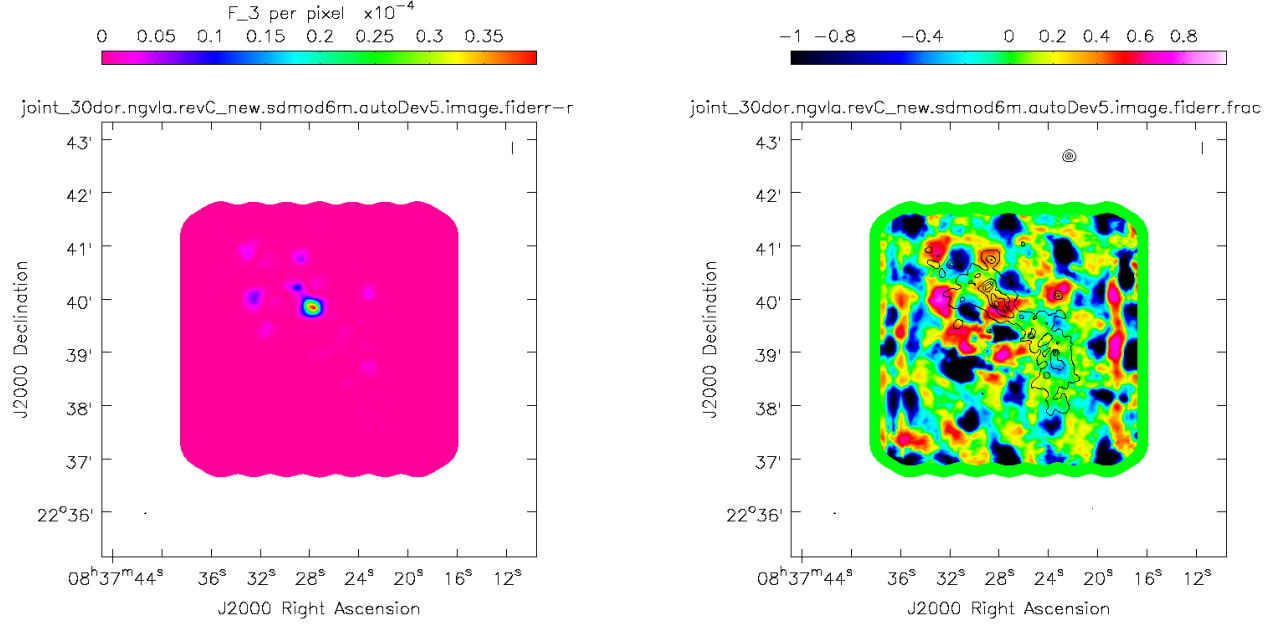 F_3 per pixel x10⁻⁴
0 0.05 0.1 0.15 0.2 0.25 0.3 0.35
joint_30dor.ngvla.revC_new.sdmod6m.autoDev5.image.fiderr-r
43'
42'
41'
40'
39'
38'
37'
22°36'
J2000 Declination
08ʰ37ᵐ44ˢ 36ˢ 32ˢ 28ˢ 24ˢ 20ˢ 16ˢ 12ˢ
J2000 Right Ascension
−1 −0.8 −0.4 0 0.2 0.4 0.6 0.8
joint_30dor.ngvla.revC_new.sdmod6m.autoDev5.image.fiderr.frac
43'
42'
41'
40'
39'
38'
37'
22°36'
J2000 Declination
08ʰ37ᵐ44ˢ 36ˢ 32ˢ 28ˢ 24ˢ 20ˢ 16ˢ 12ˢ
J2000 Right Ascension